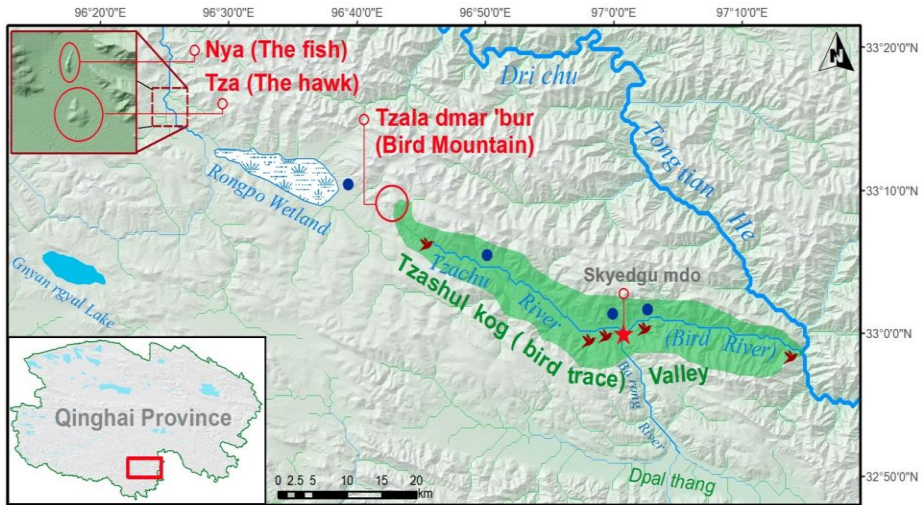 96°20'0"E
96°30'0"E
96°40'0"E
96°50'0"E
97°0'0"E
97°10'0"E
Nya (The fish)
Tza (The hawk)
Tzala dmar 'bur
(Bird Mountain)
Dri chu
Tong tian He
N
33°20'0"N
33°10'0"N
33°0'0"N
32°50'0"N
Rongpo Wetland
Gnyan rgyal Lake
Tzachu River (Bird River)
Skyedgu mdo
Tzashul kog ( bird trace) Valley
Ba rong River
Dpal thang
Qinghai Province
0 2.5 5 10 15 20
km